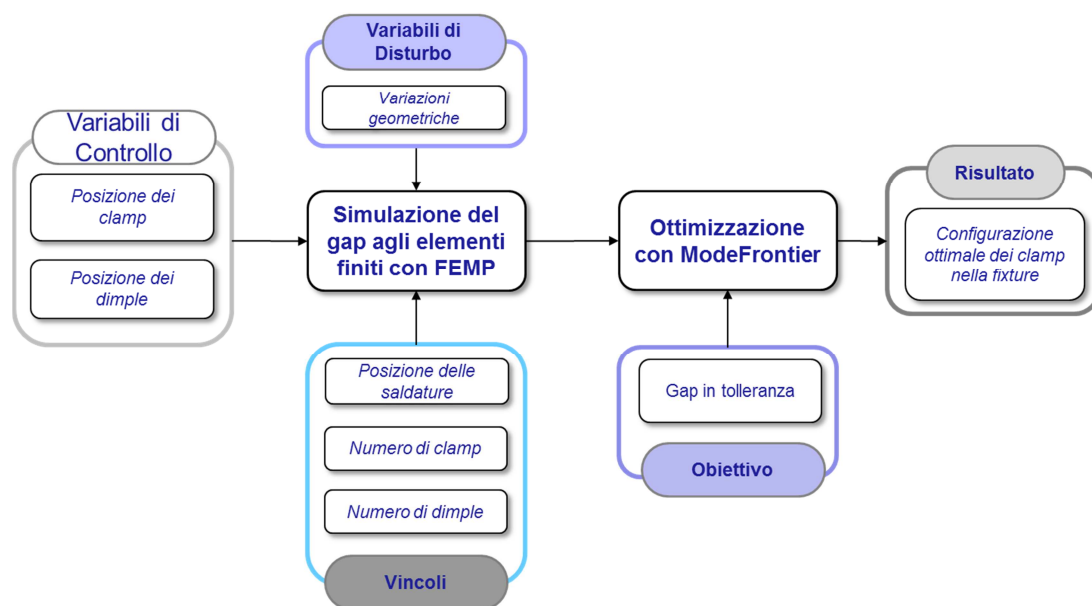 Variabili di
Disturbo
Variazioni
geometriche
Variabili di
Controllo
Posizione dei
clamp
Posizione dei
dimple
Simulazione del
gap agli elementi
finiti con FEMP
Ottimizzazione
con ModeFrontier
Risultato
Configurazione
ottimale dei clamp
nella fixture
Posizione delle
saldature
Numero di clamp
Numero di dimple
Vincoli
Gap in tolleranza
Obiettivo